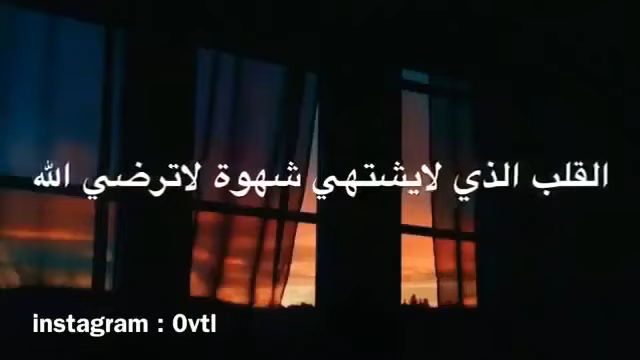 القلب الذي لايشتهي شهوة لاترضي الله
instagram : 0vtl